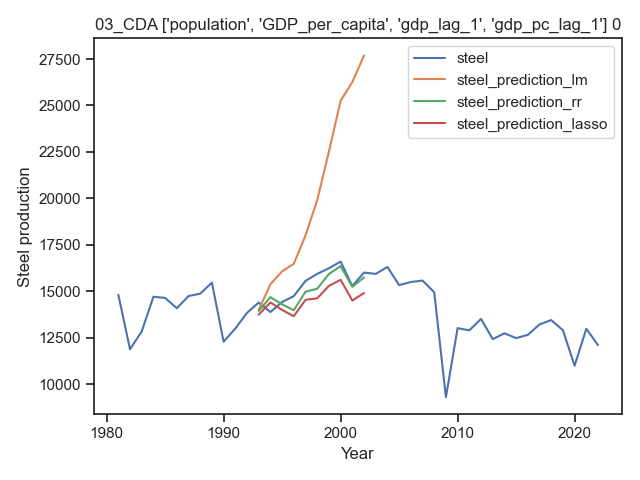 03_CDA ['population', 'GDP_per_capita', 'gdp_lag_1', 'gdp_pc_lag_1'] 0
steel
steel_prediction_lm
steel_prediction_rr
steel_prediction_lasso
Steel production
27500
25000
22500
20000
17500
15000
12500
10000
1980
1990
2000
2010
2020
Year